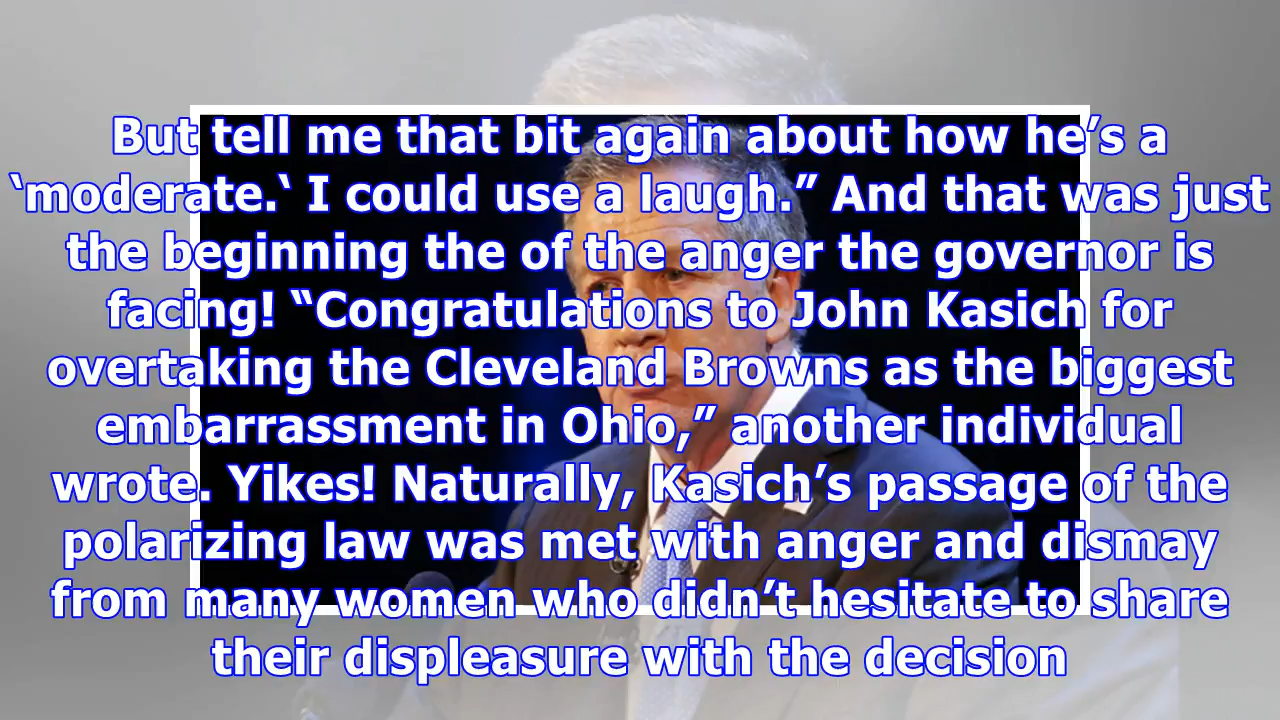 But tell me that bit again about how he’s a
‘moderate.‘ I could use a laugh.” And that was just
the beginning the of the anger the governor is
facing! “Congratulations to John Kasich for
overtaking the Cleveland Browns as the biggest
embarrassment in Ohio,” another individual
wrote. Yikes! Naturally, Kasich’s passage of the
polarizing law was met with anger and dismay
from many women who didn’t hesitate to share
their displeasure with the decision